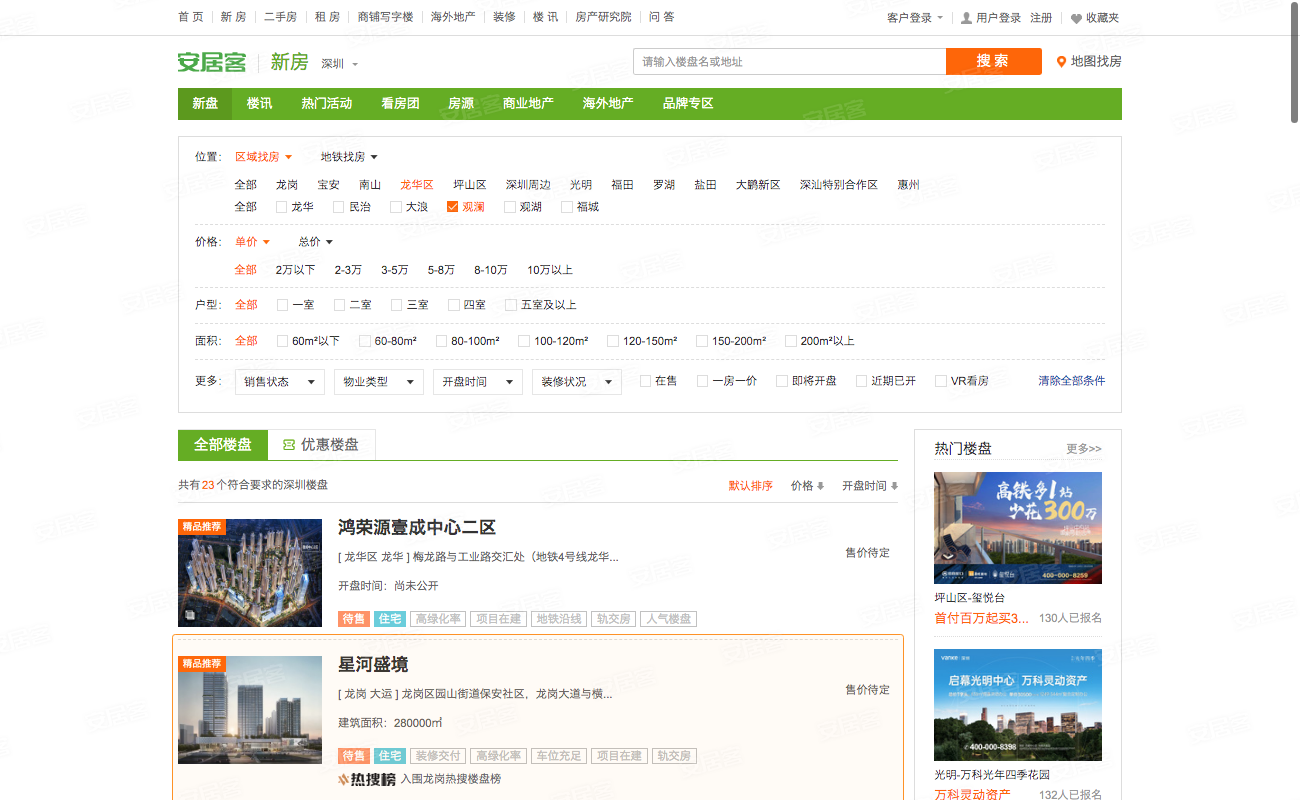 首 页 新 房 二手房 租 房 商铺写字楼 海外地产 装修 楼 讯 房产研究院 问 答 客户登录 用户登录 注册 收藏夹
安居客 新房 深圳 请输入楼盘名或地址 搜 索 地图找房
新盘 楼讯 热门活动 看房团 房源 商业地产 海外地产 品牌专区
位置： 区域找房 地铁找房
全部 龙岗 宝安 南山 龙华区 坪山区 深圳周边 光明 福田 罗湖 盐田 大鹏新区 深汕特别合作区 惠州
全部 龙华 民治 大浪 观澜 观湖 福城
价格： 单价 总价
全部 2万以下 2-3万 3-5万 5-8万 8-10万 10万以上
户型： 全部 一室 二室 三室 四室 五室及以上
面积： 全部 60m²以下 60-80m² 80-100m² 100-120m² 120-150m² 150-200m² 200m²以上
更多： 销售状态 物业类型 开盘时间 装修状况 在售 一房一价 即将开盘 近期已开 VR看房 清除全部条件
全部楼盘 优惠楼盘
共有23个符合要求的深圳楼盘 默认排序 价格 开盘时间
精品推荐
鸿荣源壹成中心二区
[ 龙华区 龙华 ] 梅龙路与工业路交汇处（地铁4号线龙华...
售价待定
开盘时间：尚未公开
待售 住宅 高绿化率 项目在建 地铁沿线 轨交房 人气楼盘
精品推荐
星河盛境
[ 龙岗 大运 ] 龙岗区园山街道保安社区，龙岗大道与横...
售价待定
建筑面积：280000㎡
待售 住宅 装修交付 高绿化率 车位充足 项目在建 轨交房
热搜榜 入围龙岗热搜楼盘榜
热门楼盘 更多>>
高铁多1站
少花300万
400-000-8259
坪山区-玺悦台
首付百万起买3... 130人已报名
vanke
启幕光明中心 万科灵动资产
400-000-8398
光明-万科光年四季花园
万科灵动资产 132人已报名